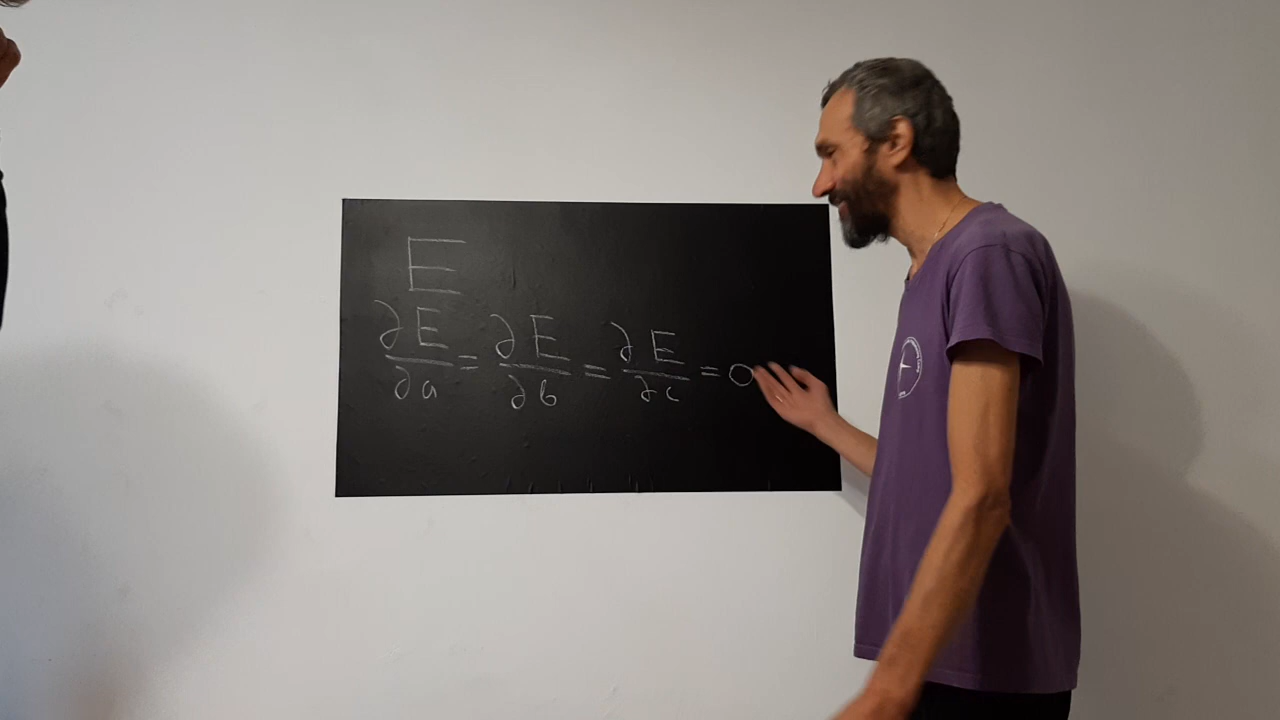 E
∂E/∂a = ∂E/∂b = ∂E/∂c = 0